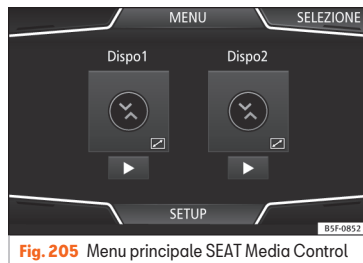 MENU
SELEZIONE
Dispo1
Dispo2
SETUP
B5F-0852
Fig. 205 Menu principale SEAT Media Control